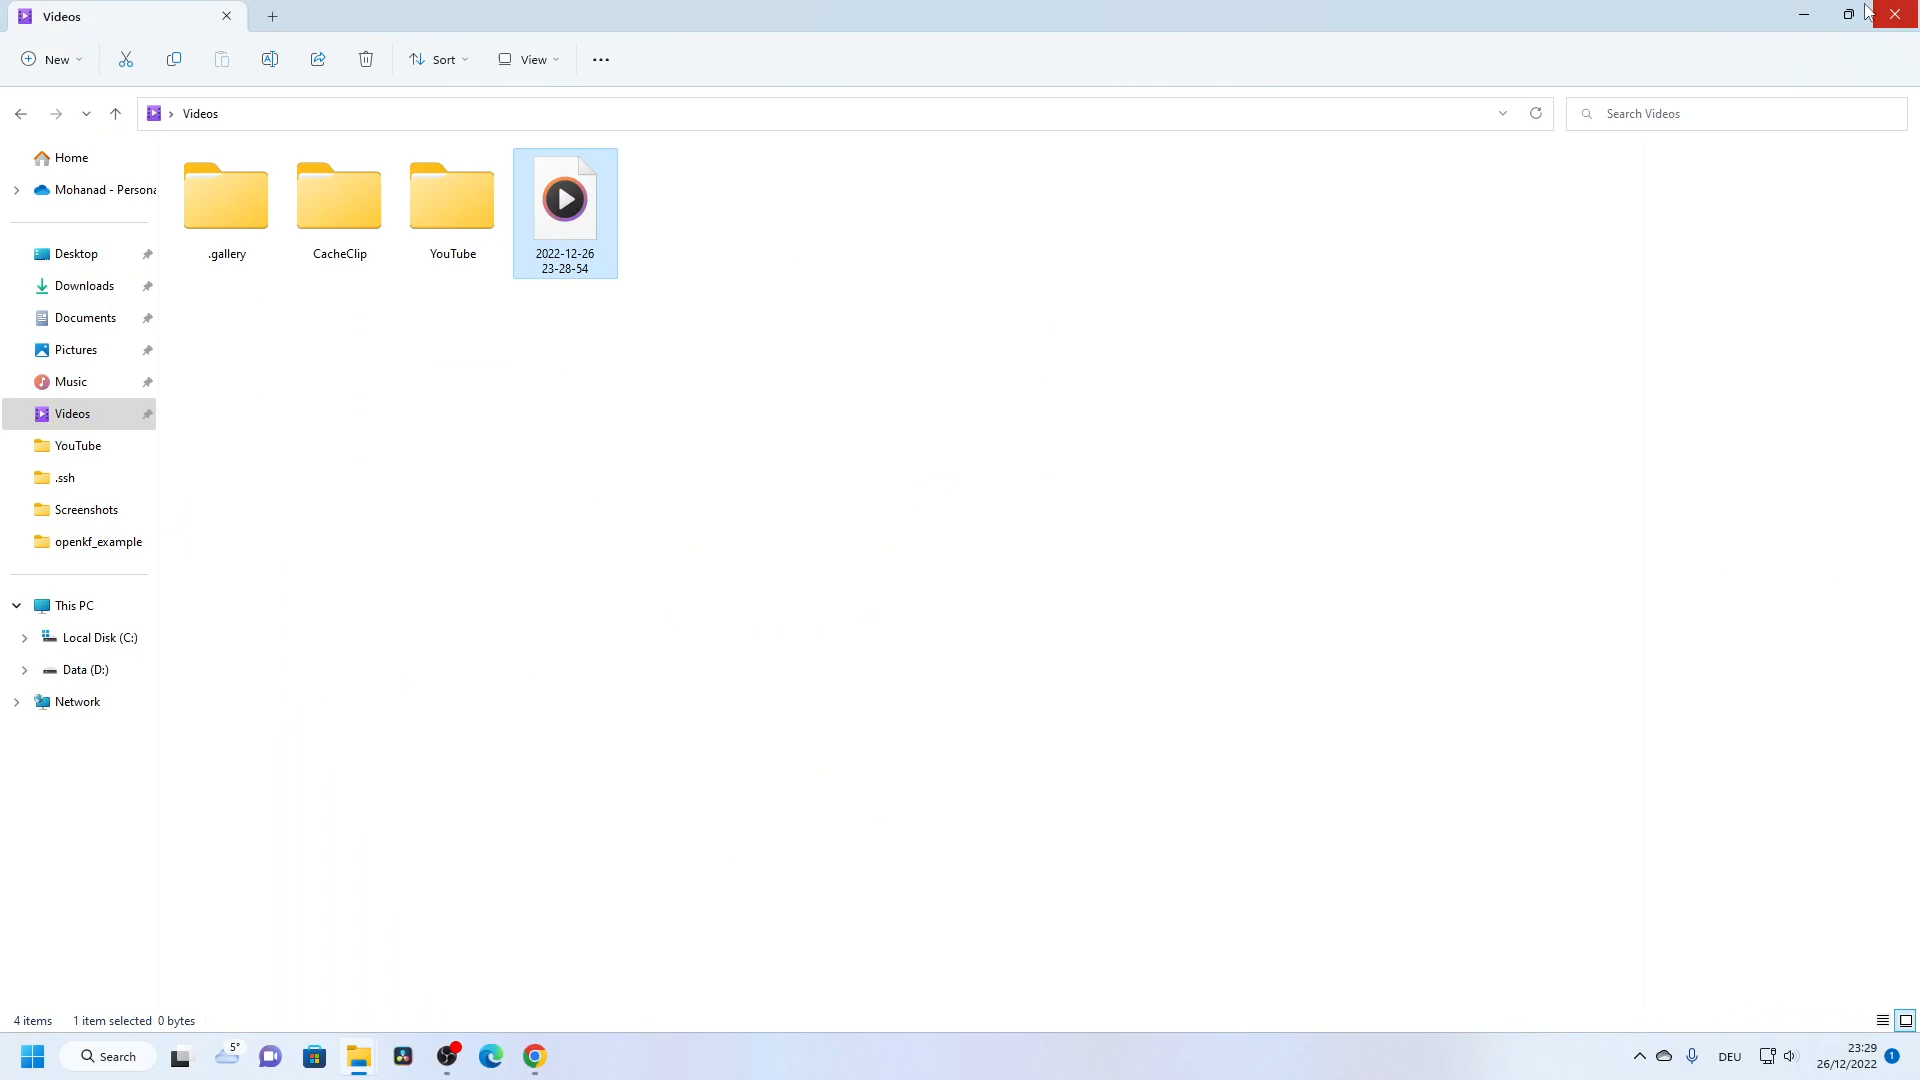 Videos
New
Sort
View
Videos
Search Videos
Home
Mohanad - Persona
Desktop
Downloads
Documents
Pictures
Music
Videos
YouTube
.ssh
Screenshots
openkf_example
This PC
Local Disk (C:)
Data (D:)
Network
.gallery
CacheClip
YouTube
2022-12-26
23-28-54
4 items 1 item selected 0 bytes
Search
5°
DEU
23:29
26/12/2022
1